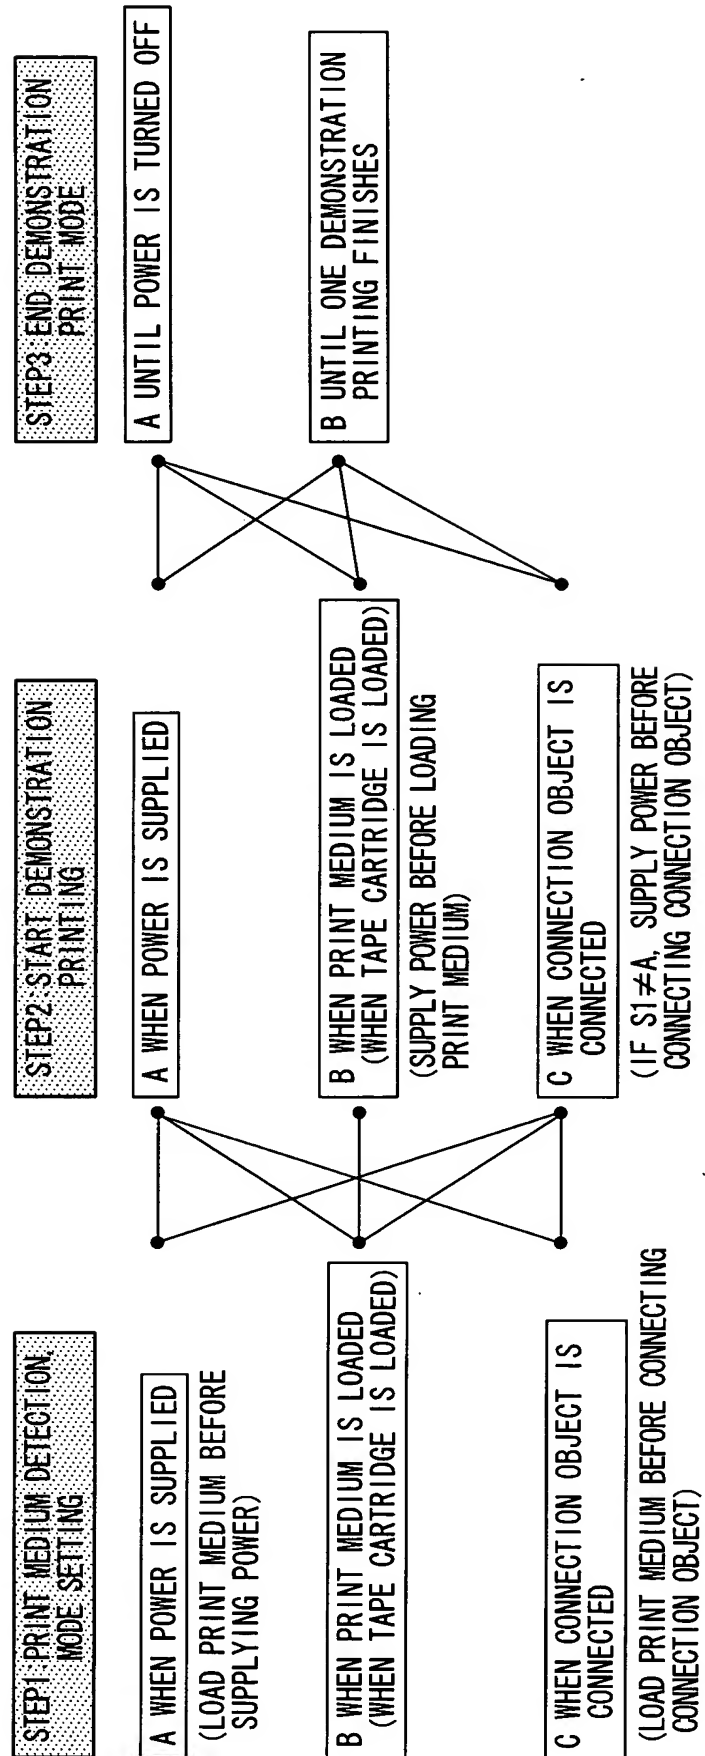 STEP1:PRINT MEDIUM DETECTION,
MODE SETTING
A WHEN POWER IS SUPPLIED
(LOAD PRINT MEDIUM BEFORE
SUPPLYING POWER)
B WHEN PRINT MEDIUM IS LOADED
(WHEN TAPE CARTRIDGE IS LOADED)
C WHEN CONNECTION OBJECT IS
CONNECTED
(LOAD PRINT MEDIUM BEFORE CONNECTING
CONNECTION OBJECT)
STEP2:START DEMONSTRATION
PRINTING
A WHEN POWER IS SUPPLIED
B WHEN PRINT MEDIUM IS LOADED
(WHEN TAPE CARTRIDGE IS LOADED)
(SUPPLY POWER BEFORE LOADING
PRINT MEDIUM)
C WHEN CONNECTION OBJECT IS
CONNECTED
(IF S1≠A, SUPPLY POWER BEFORE
CONNECTING CONNECTION OBJECT)
STEP3:END DEMONSTRATION
PRINT MODE
A UNTIL POWER IS TURNED OFF
B UNTIL ONE DEMONSTRATION
PRINTING FINISHES